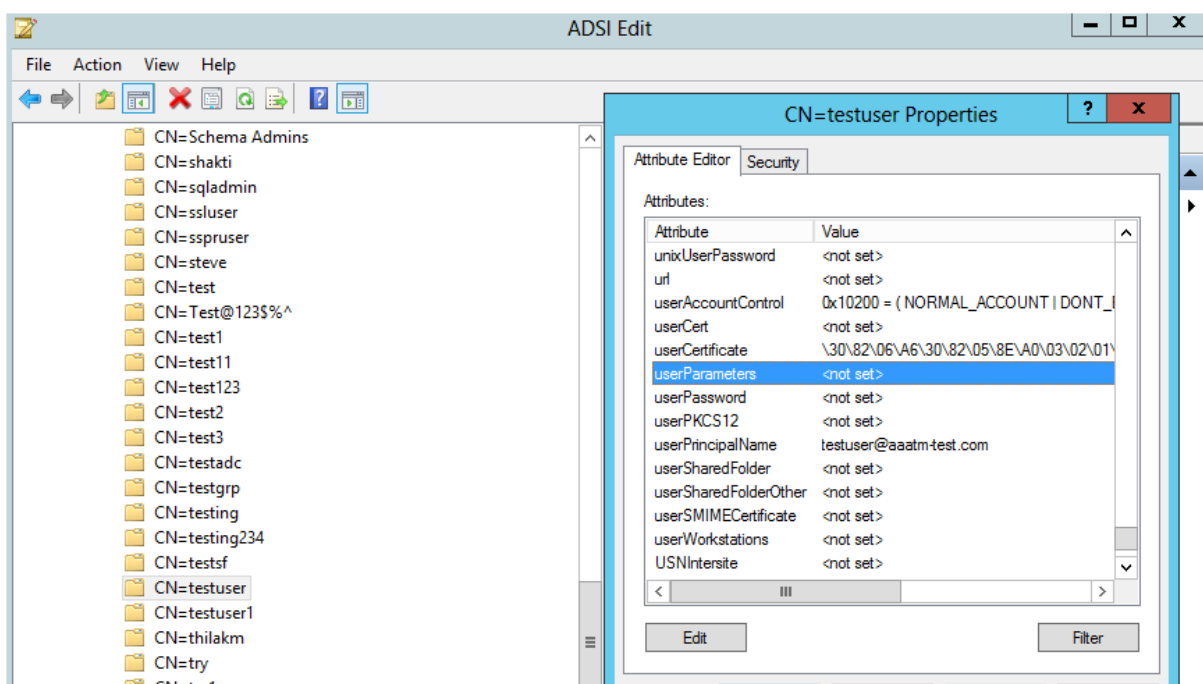 ADSI Edit
File Action View Help
CN=Schema Admins
CN=shakti
CN=sqladmin
CN=ssluser
CN=sspruser
CN=steve
CN=test
CN=Test@123$%^
CN=test1
CN=test11
CN=test123
CN=test2
CN=test3
CN=testadc
CN=testgrp
CN=testing
CN=testing234
CN=testsf
CN=testuser
CN=testuser1
CN=thilakm
CN=try
CN=testuser Properties
Attribute Editor Security
Attributes:
Attribute Value
unixUserPassword <not set>
url <not set>
userAccountControl 0x10200 = ( NORMAL_ACCOUNT | DONT_
userCert <not set>
userCertificate \30\82\06\A6\30\82\05\8E\A0\03\02\01\
userParameters <not set>
userPassword <not set>
userPKCS12 <not set>
userPrincipalName testuser@aaatm-test.com
userSharedFolder <not set>
userSharedFolderOther <not set>
userSMIMECertificate <not set>
userWorkstations <not set>
USNIntersite <not set>
Edit Filter